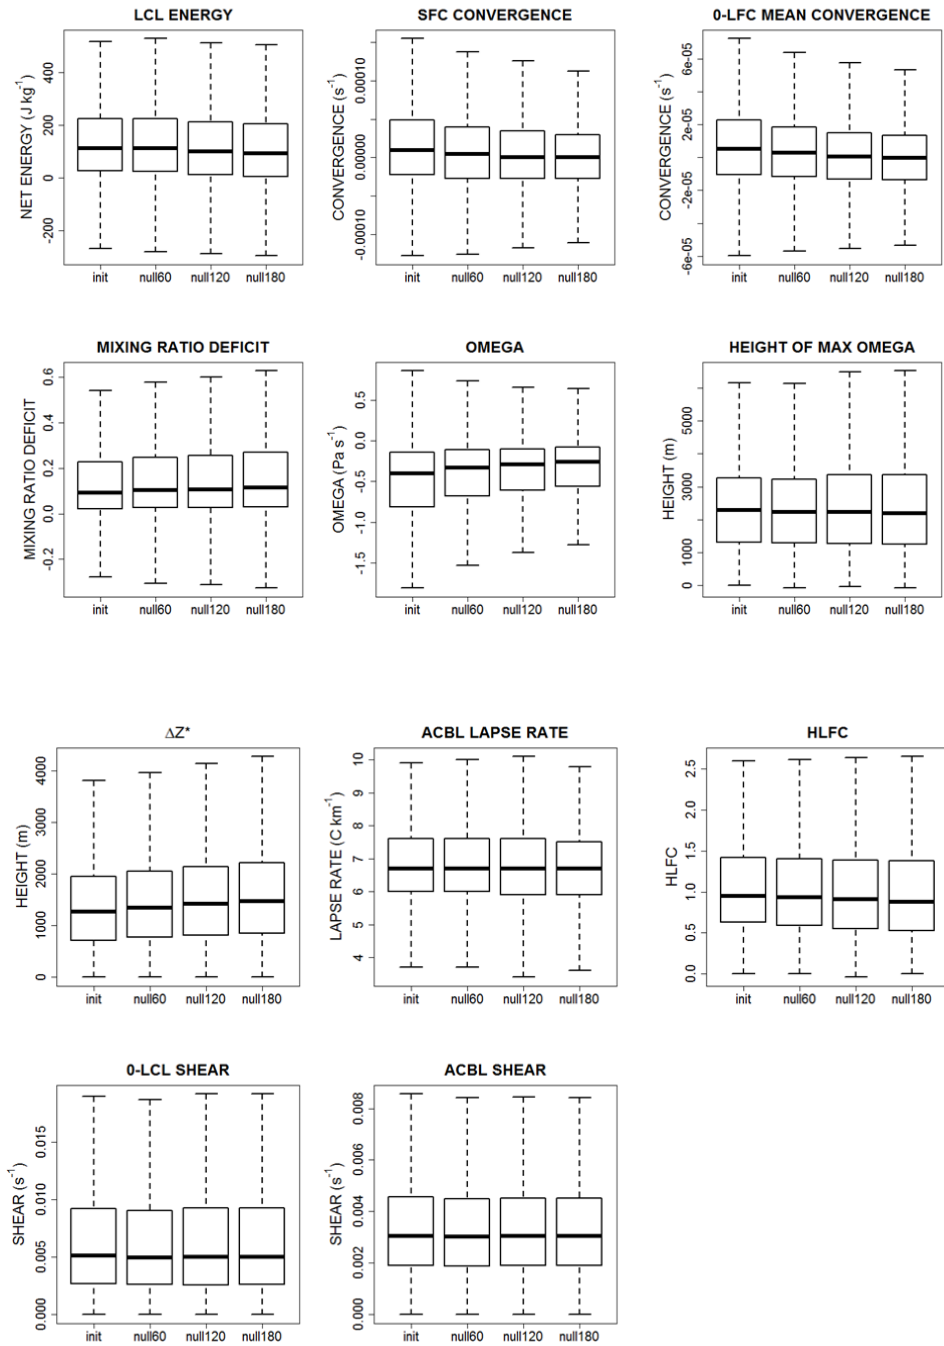 LCL ENERGY
NET ENERGY (J kg⁻¹)
400
200
0
-200
init null60 null120 null180
SFC CONVERGENCE
CONVERGENCE (s⁻¹)
0.00010
0.00000
-0.00010
init null60 null120 null180
0-LFC MEAN CONVERGENCE
CONVERGENCE (s⁻¹)
6e-05
2e-05
-2e-05
-6e-05
init null60 null120 null180
MIXING RATIO DEFICIT
MIXING RATIO DEFICIT
0.6
0.4
0.2
0.0
-0.2
init null60 null120 null180
OMEGA
OMEGA (Pa s⁻¹)
0.5
-0.0
-0.5
-1.0
-1.5
init null60 null120 null180
HEIGHT OF MAX OMEGA
HEIGHT (m)
5000
3000
1000
0
init null60 null120 null180
ΔZ*
HEIGHT (m)
4000
3000
2000
1000
0
init null60 null120 null180
ACBL LAPSE RATE
LAPSE RATE (C km⁻¹)
10
9
8
7
6
5
4
init null60 null120 null180
HLFC
HLFC
2.5
2.0
1.5
1.0
0.5
0.0
init null60 null120 null180
0-LCL SHEAR
SHEAR (s⁻¹)
0.015
0.010
0.005
0.000
init null60 null120 null180
ACBL SHEAR
SHEAR (s⁻¹)
0.008
0.006
0.004
0.002
0.000
init null60 null120 null180